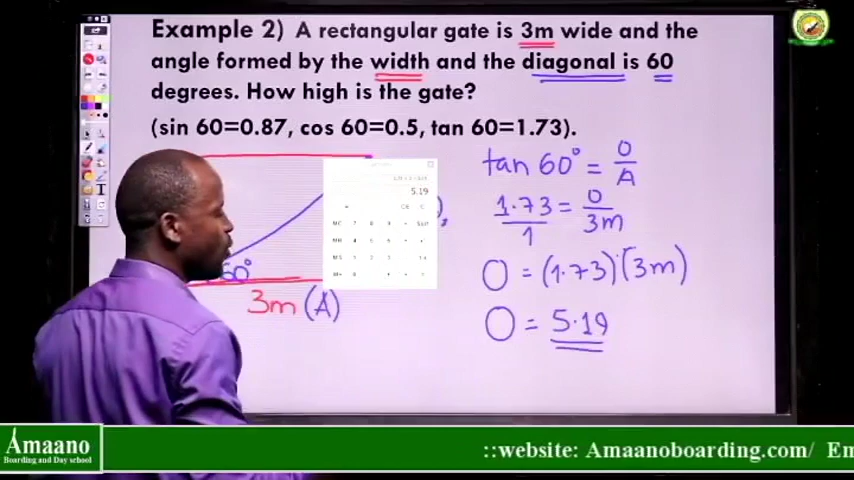 Example 2) A rectangular gate is 3m wide and the
angle formed by the width and the diagonal is 60
degrees. How high is the gate?
(sin 60=0.87, cos 60=0.5, tan 60=1.73).
tan 60° = O/A
1.73/1 = O/3m
O = (1.73)(3m)
O = 5.19
5.19
60°
3m (A)
Amaano
Boarding and Day school
::website: Amaanoboarding.com/ Em